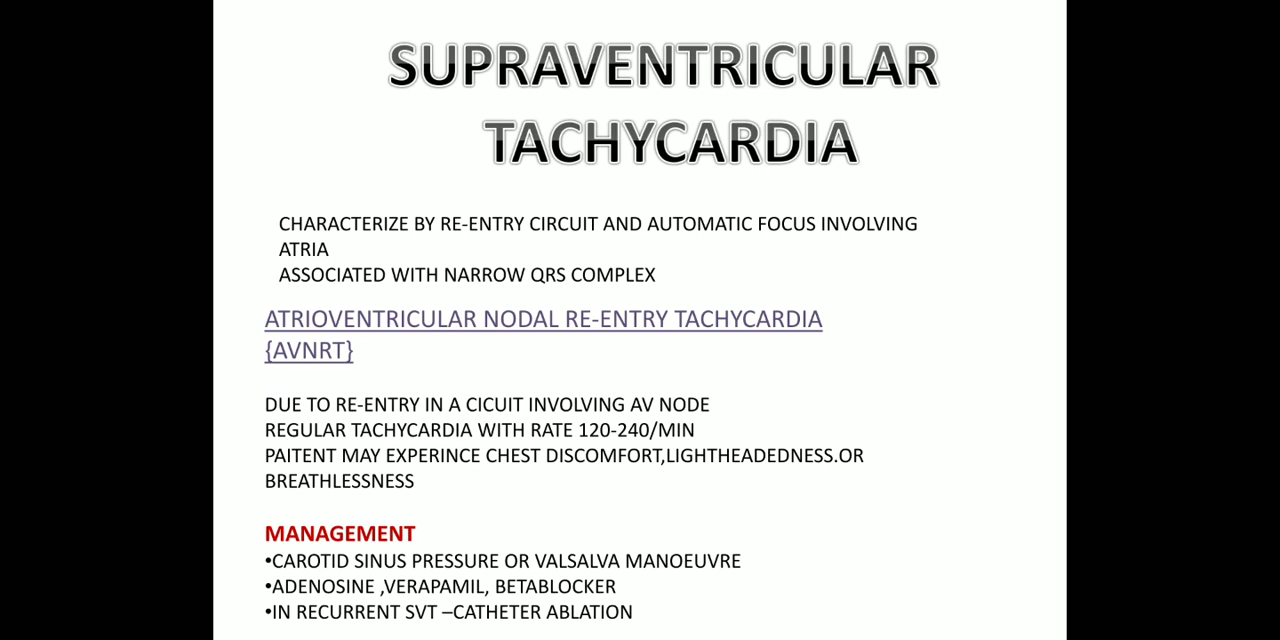 SUPRAVENTRICULAR
TACHYCARDIA
CHARACTERIZE BY RE-ENTRY CIRCUIT AND AUTOMATIC FOCUS INVOLVING
ATRIA
ASSOCIATED WITH NARROW QRS COMPLEX
ATRIOVENTRICULAR NODAL RE-ENTRY TACHYCARDIA
{AVNRT}
DUE TO RE-ENTRY IN A CICUIT INVOLVING AV NODE
REGULAR TACHYCARDIA WITH RATE 120-240/MIN
PAITENT MAY EXPERINCE CHEST DISCOMFORT,LIGHTHEADEDNESS.OR
BREATHLESSNESS
MANAGEMENT
•CAROTID SINUS PRESSURE OR VALSALVA MANOEUVRE
•ADENOSINE ,VERAPAMIL, BETABLOCKER
•IN RECURRENT SVT –CATHETER ABLATION